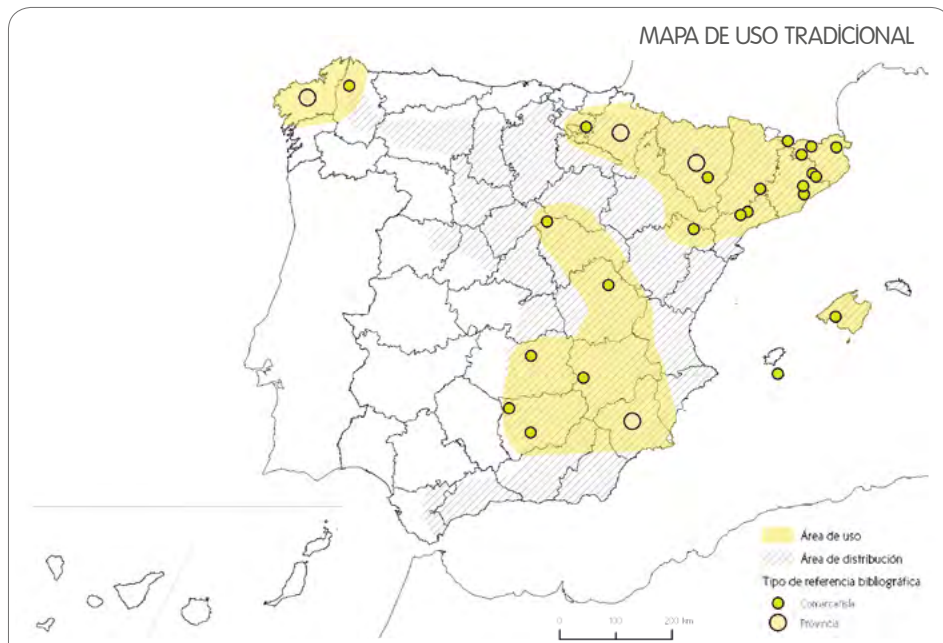 MAPA DE USO TRADICIONAL
Área de uso
Área de distribución
Tipo de referencia bibliográfica
Comarca/isla
Provincia
0 100 200 km